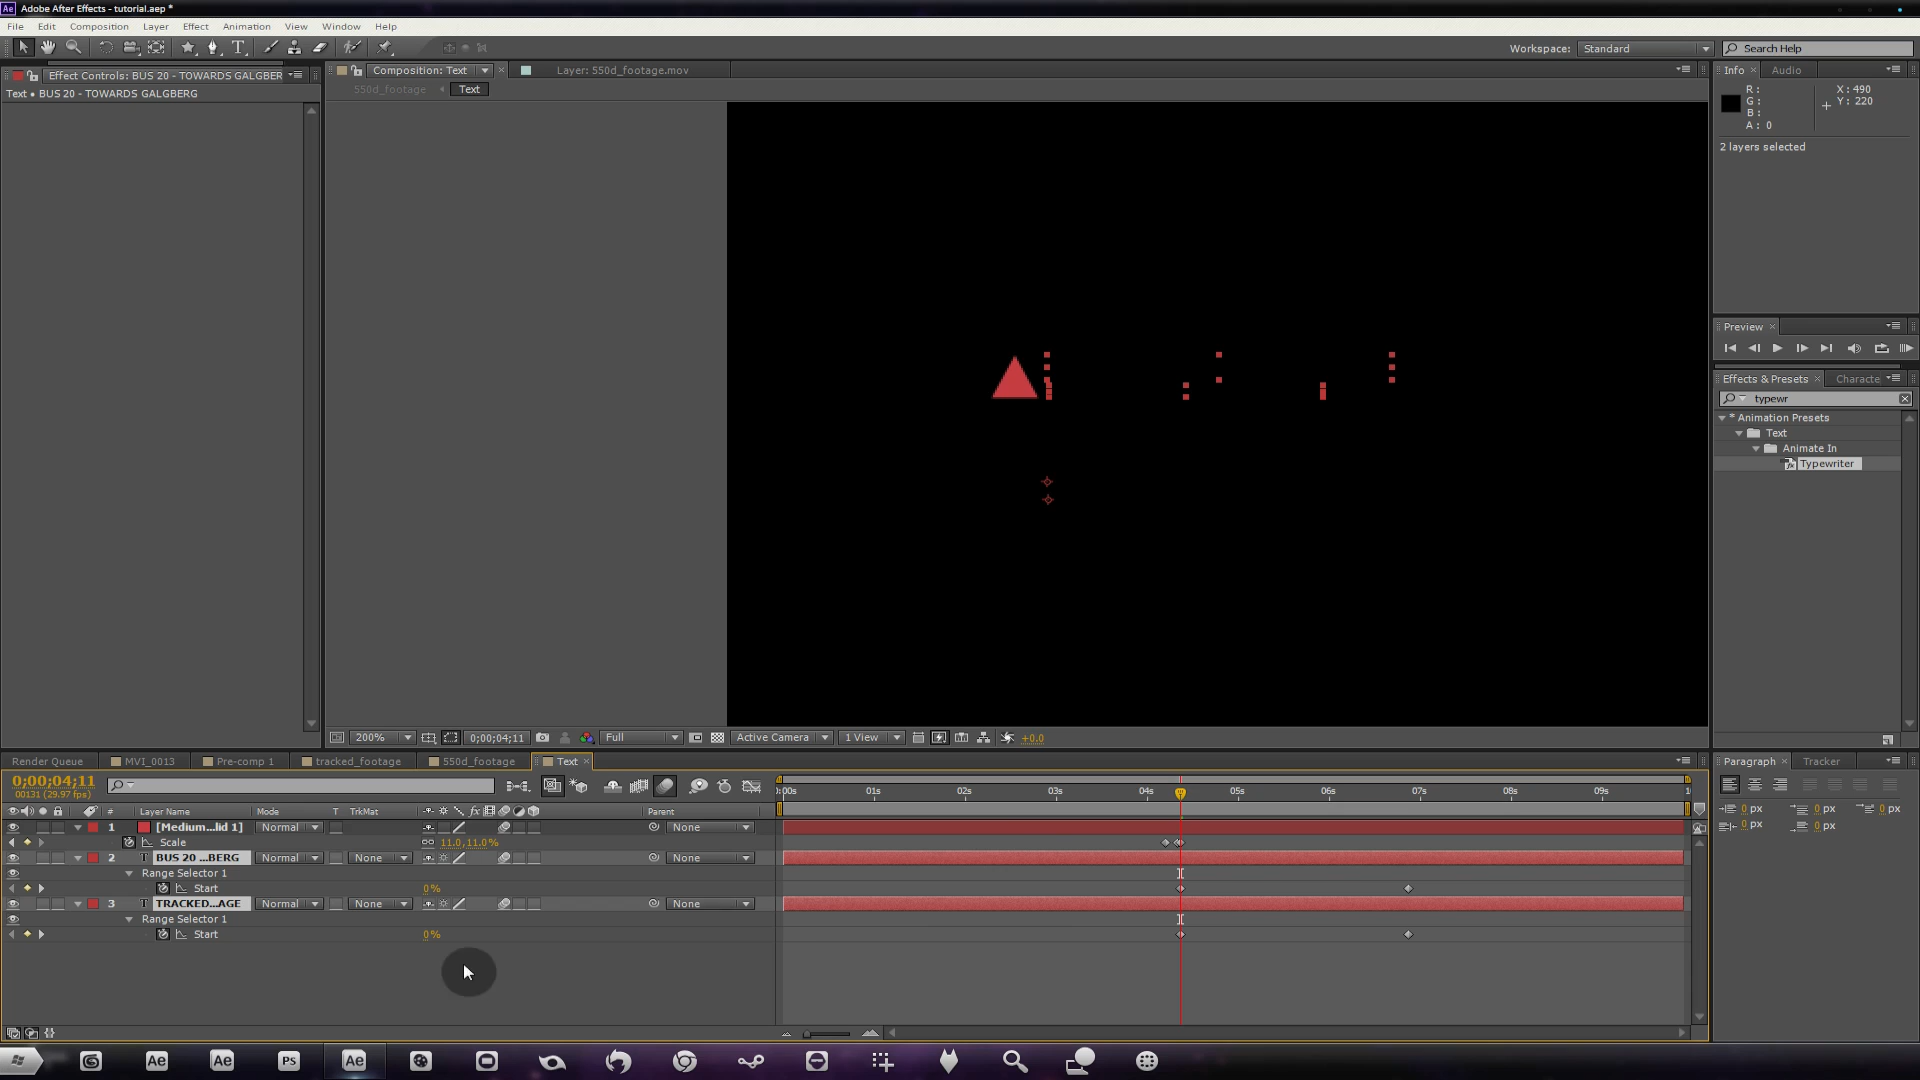 Ae Adobe After Effects - tutorial.aep *
File Edit Composition Layer Effect Animation View Window Help
Workspace: Standard Search Help
Effect Controls: BUS 20 - TOWARDS GALGBER
Composition: Text Layer: 550d_footage.mov
Info Audio
Text • BUS 20 - TOWARDS GALGBERG
550d_footage Text
R :
G :
B :
A : 0
X : 490
Y : 220
2 layers selected
Preview
Effects & Presets Characte
typewr
* Animation Presets
Text
Animate In
Typewriter
200% 0;00;04;11 Full Active Camera 1 View +0.0
Render Queue MVI_0013 Pre-comp 1 tracked_footage 550d_footage Text
Paragraph Tracker
0;00;04;11
00131 (29.97 fps)
0 px 0 px 0 px
0 px 0 px
:00s 01s 02s 03s 04s 05s 06s 07s 08s 09s
# Layer Name Mode T TrkMat Parent
1 [Medium...lid 1] Normal None
Scale 11.0,11.0%
2 T BUS 20 ...BERG Normal None None
Range Selector 1
Start 0%
3 T TRACKED...AGE Normal None None
Range Selector 1
Start 0%
Ae Ae PS Ae